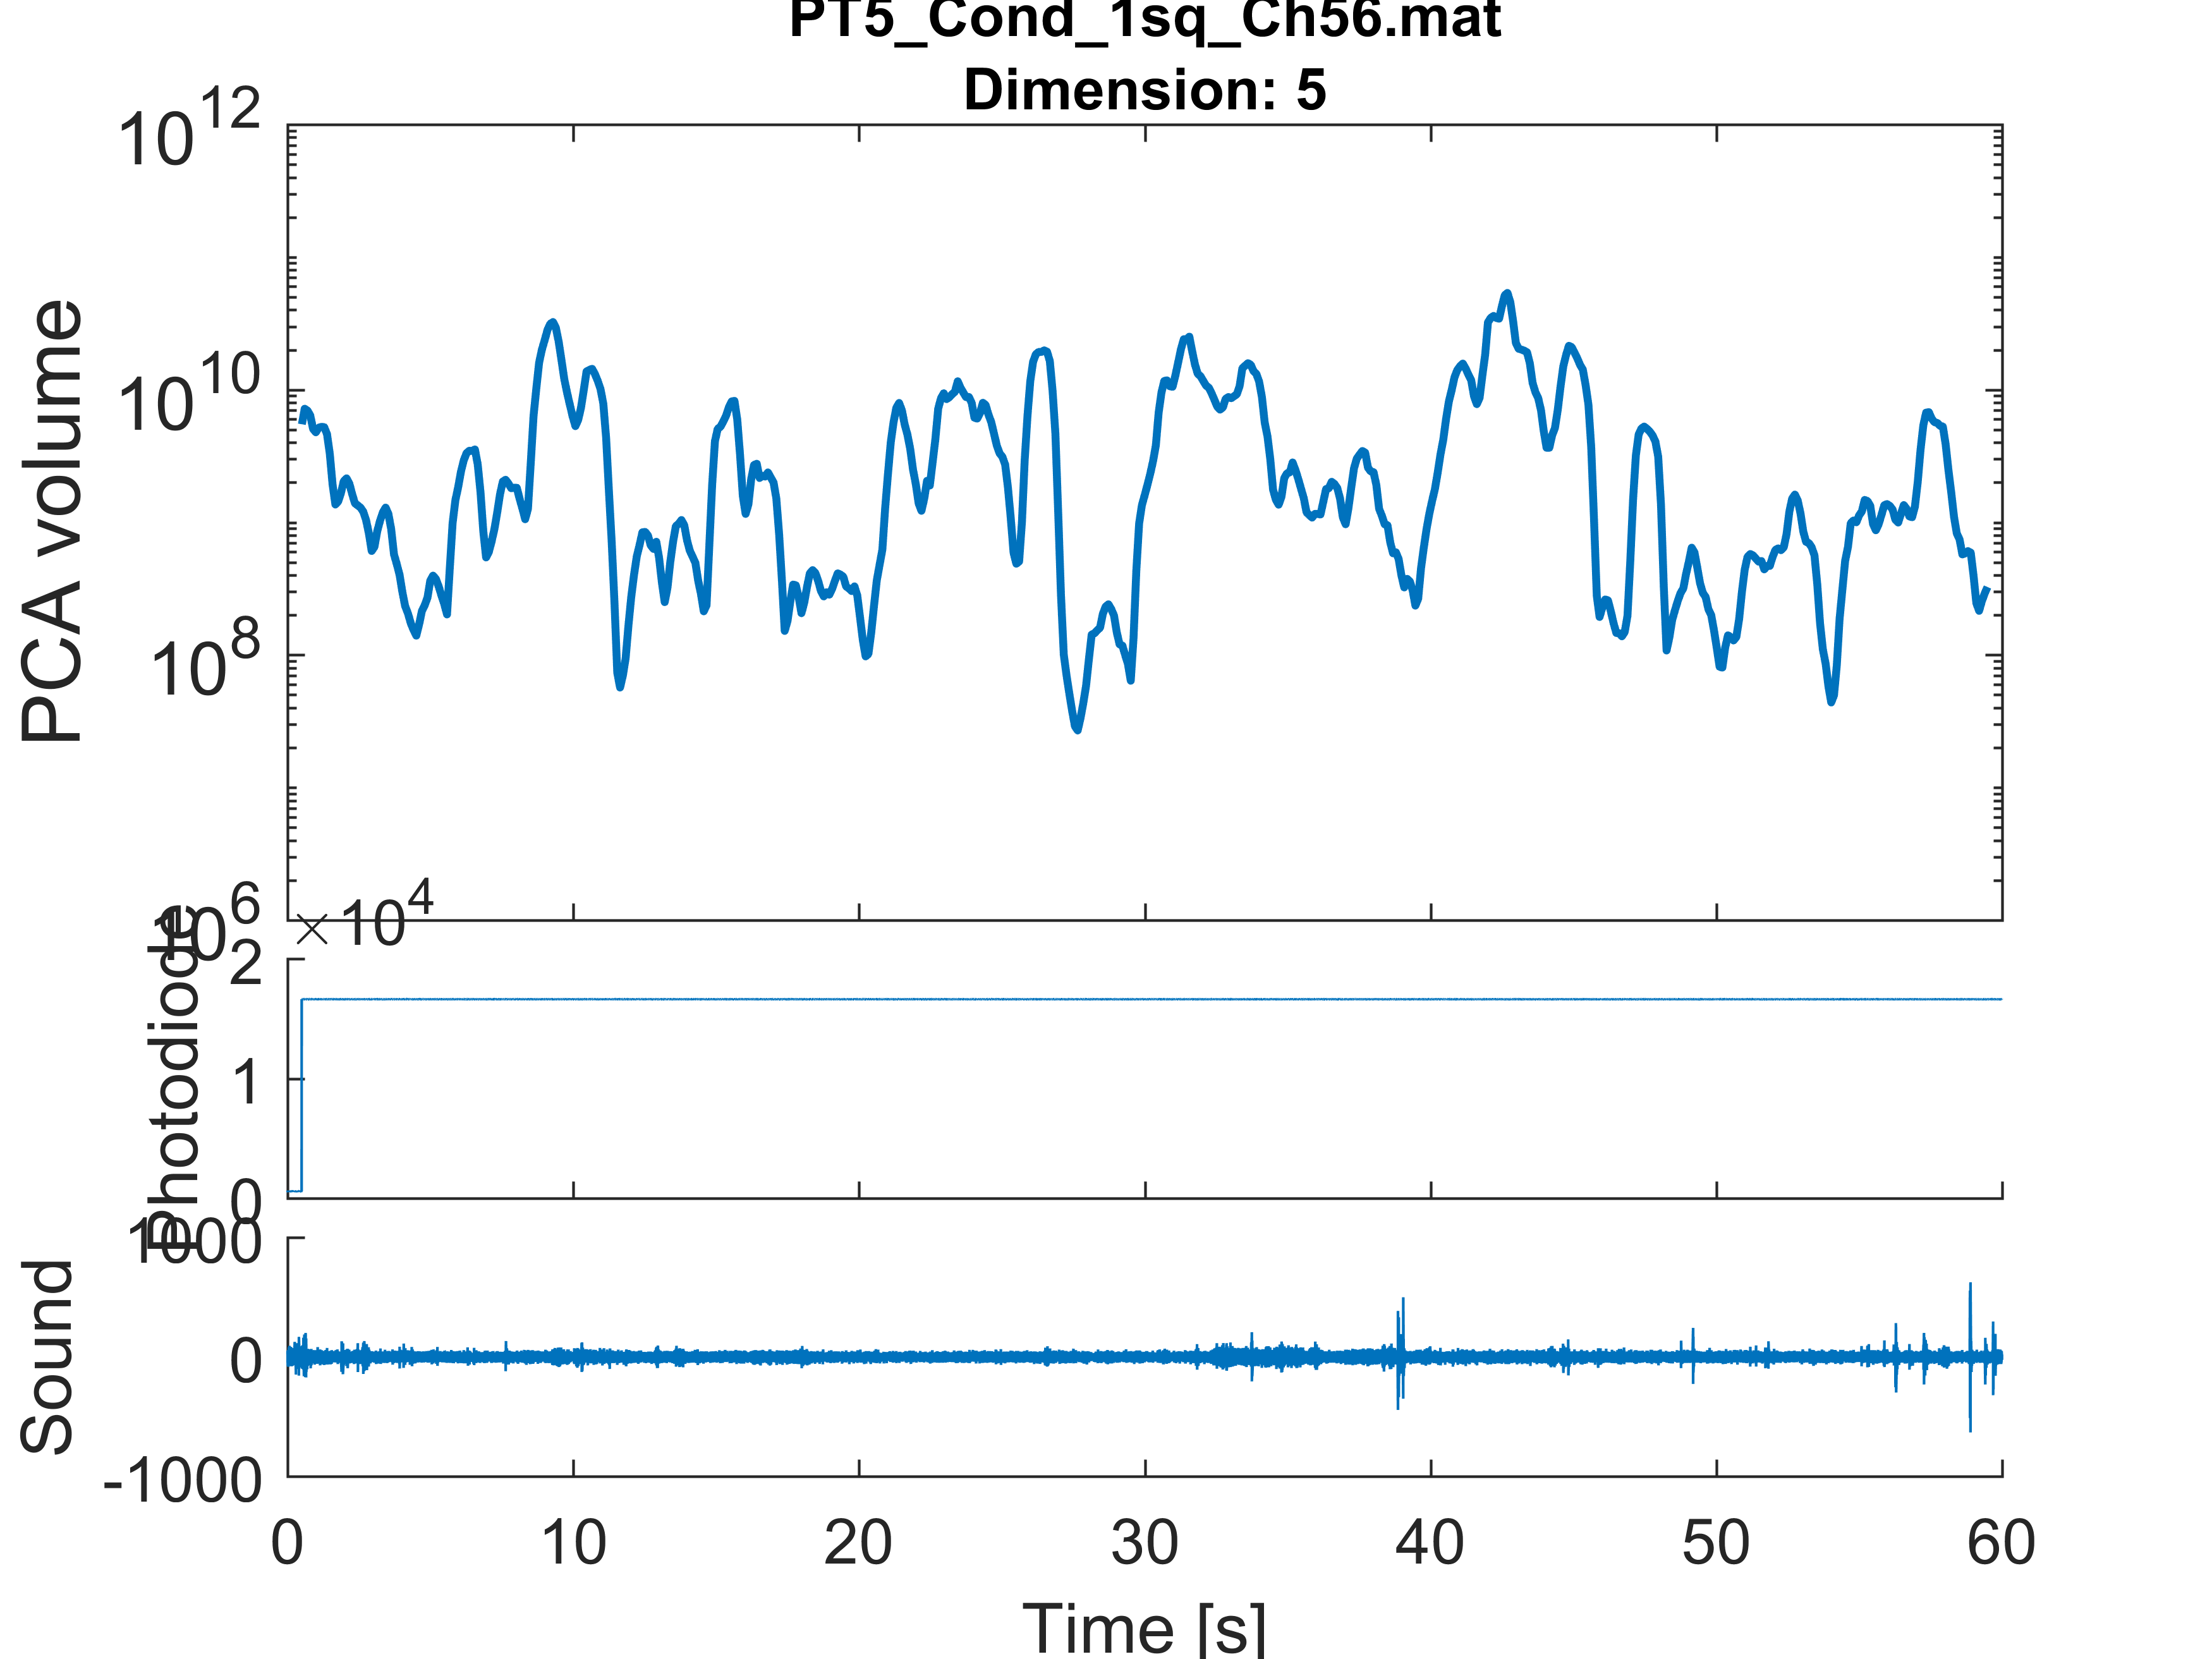 PT5_Cond_1sq_Ch56.mat
Dimension: 5
PCA volume
10^12
10^10
10^8
10^6
×10^4
Photodiode
2
1
0
Sound
1000
0
-1000
0 10 20 30 40 50 60
Time [s]